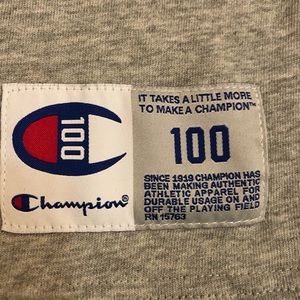 100
Champion
IT TAKES A LITTLE MORE
TO MAKE A CHAMPION™
100
SINCE 1919 CHAMPION HAS
BEEN MAKING AUTHENTIC
ATHLETIC APPAREL FOR
DURABLE USAGE ON AND
OFF THE PLAYING FIELD
RN 15763